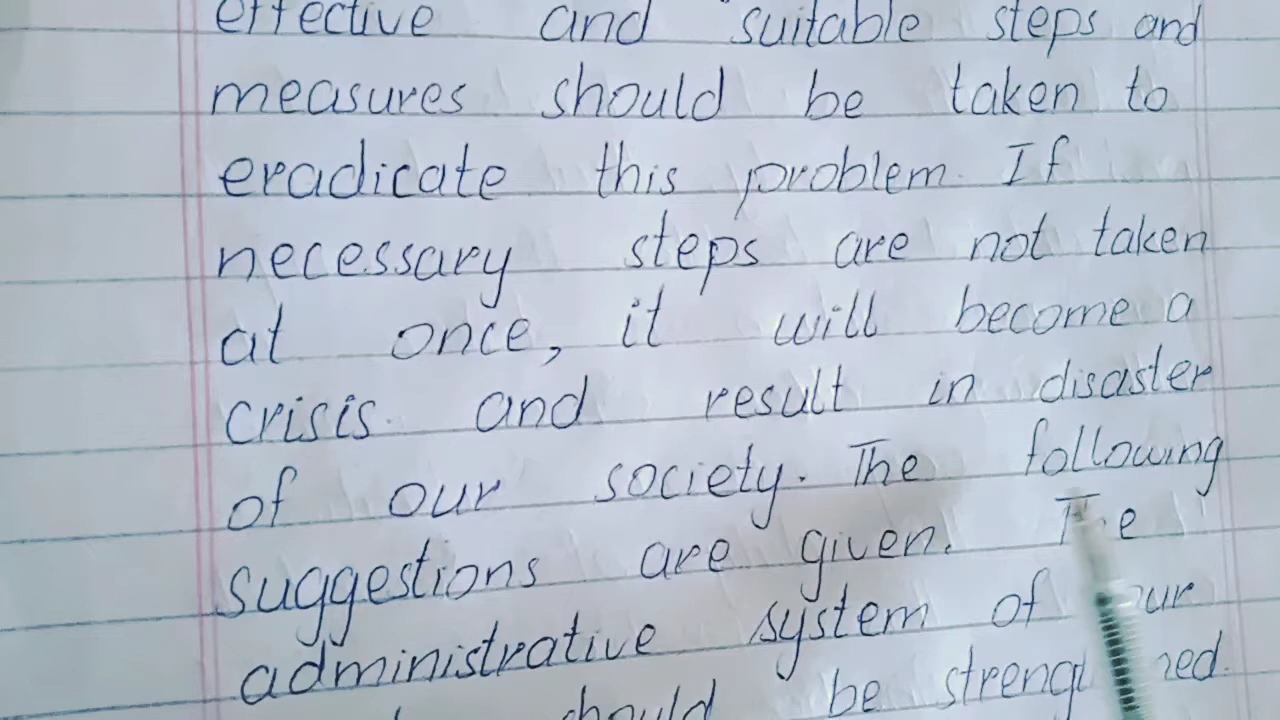 effective and suitable steps and
measures should be taken to
eradicate this problem. If
necessary steps are not taken
at once, it will become a
crisis and result in disaster
of our society. The following
suggestions are given. The
administrative system of our
should be